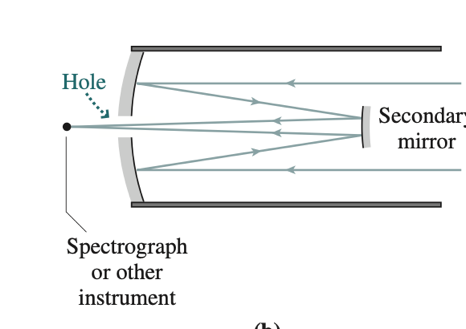 Hole
Secondary
mirror
Spectrograph
or other
instrument
(b)